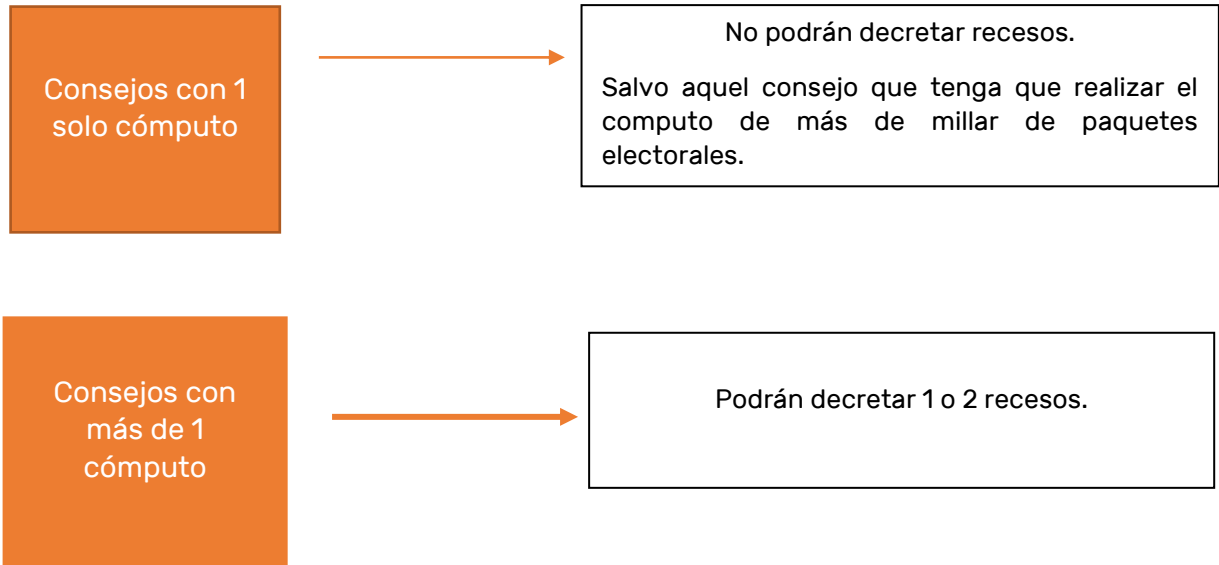 Consejos con 1
solo cómputo
No podrán decretar recesos.
Salvo aquel consejo que tenga que realizar el
computo de más de millar de paquetes
electorales.
Consejos con
más de 1
cómputo
Podrán decretar 1 o 2 recesos.